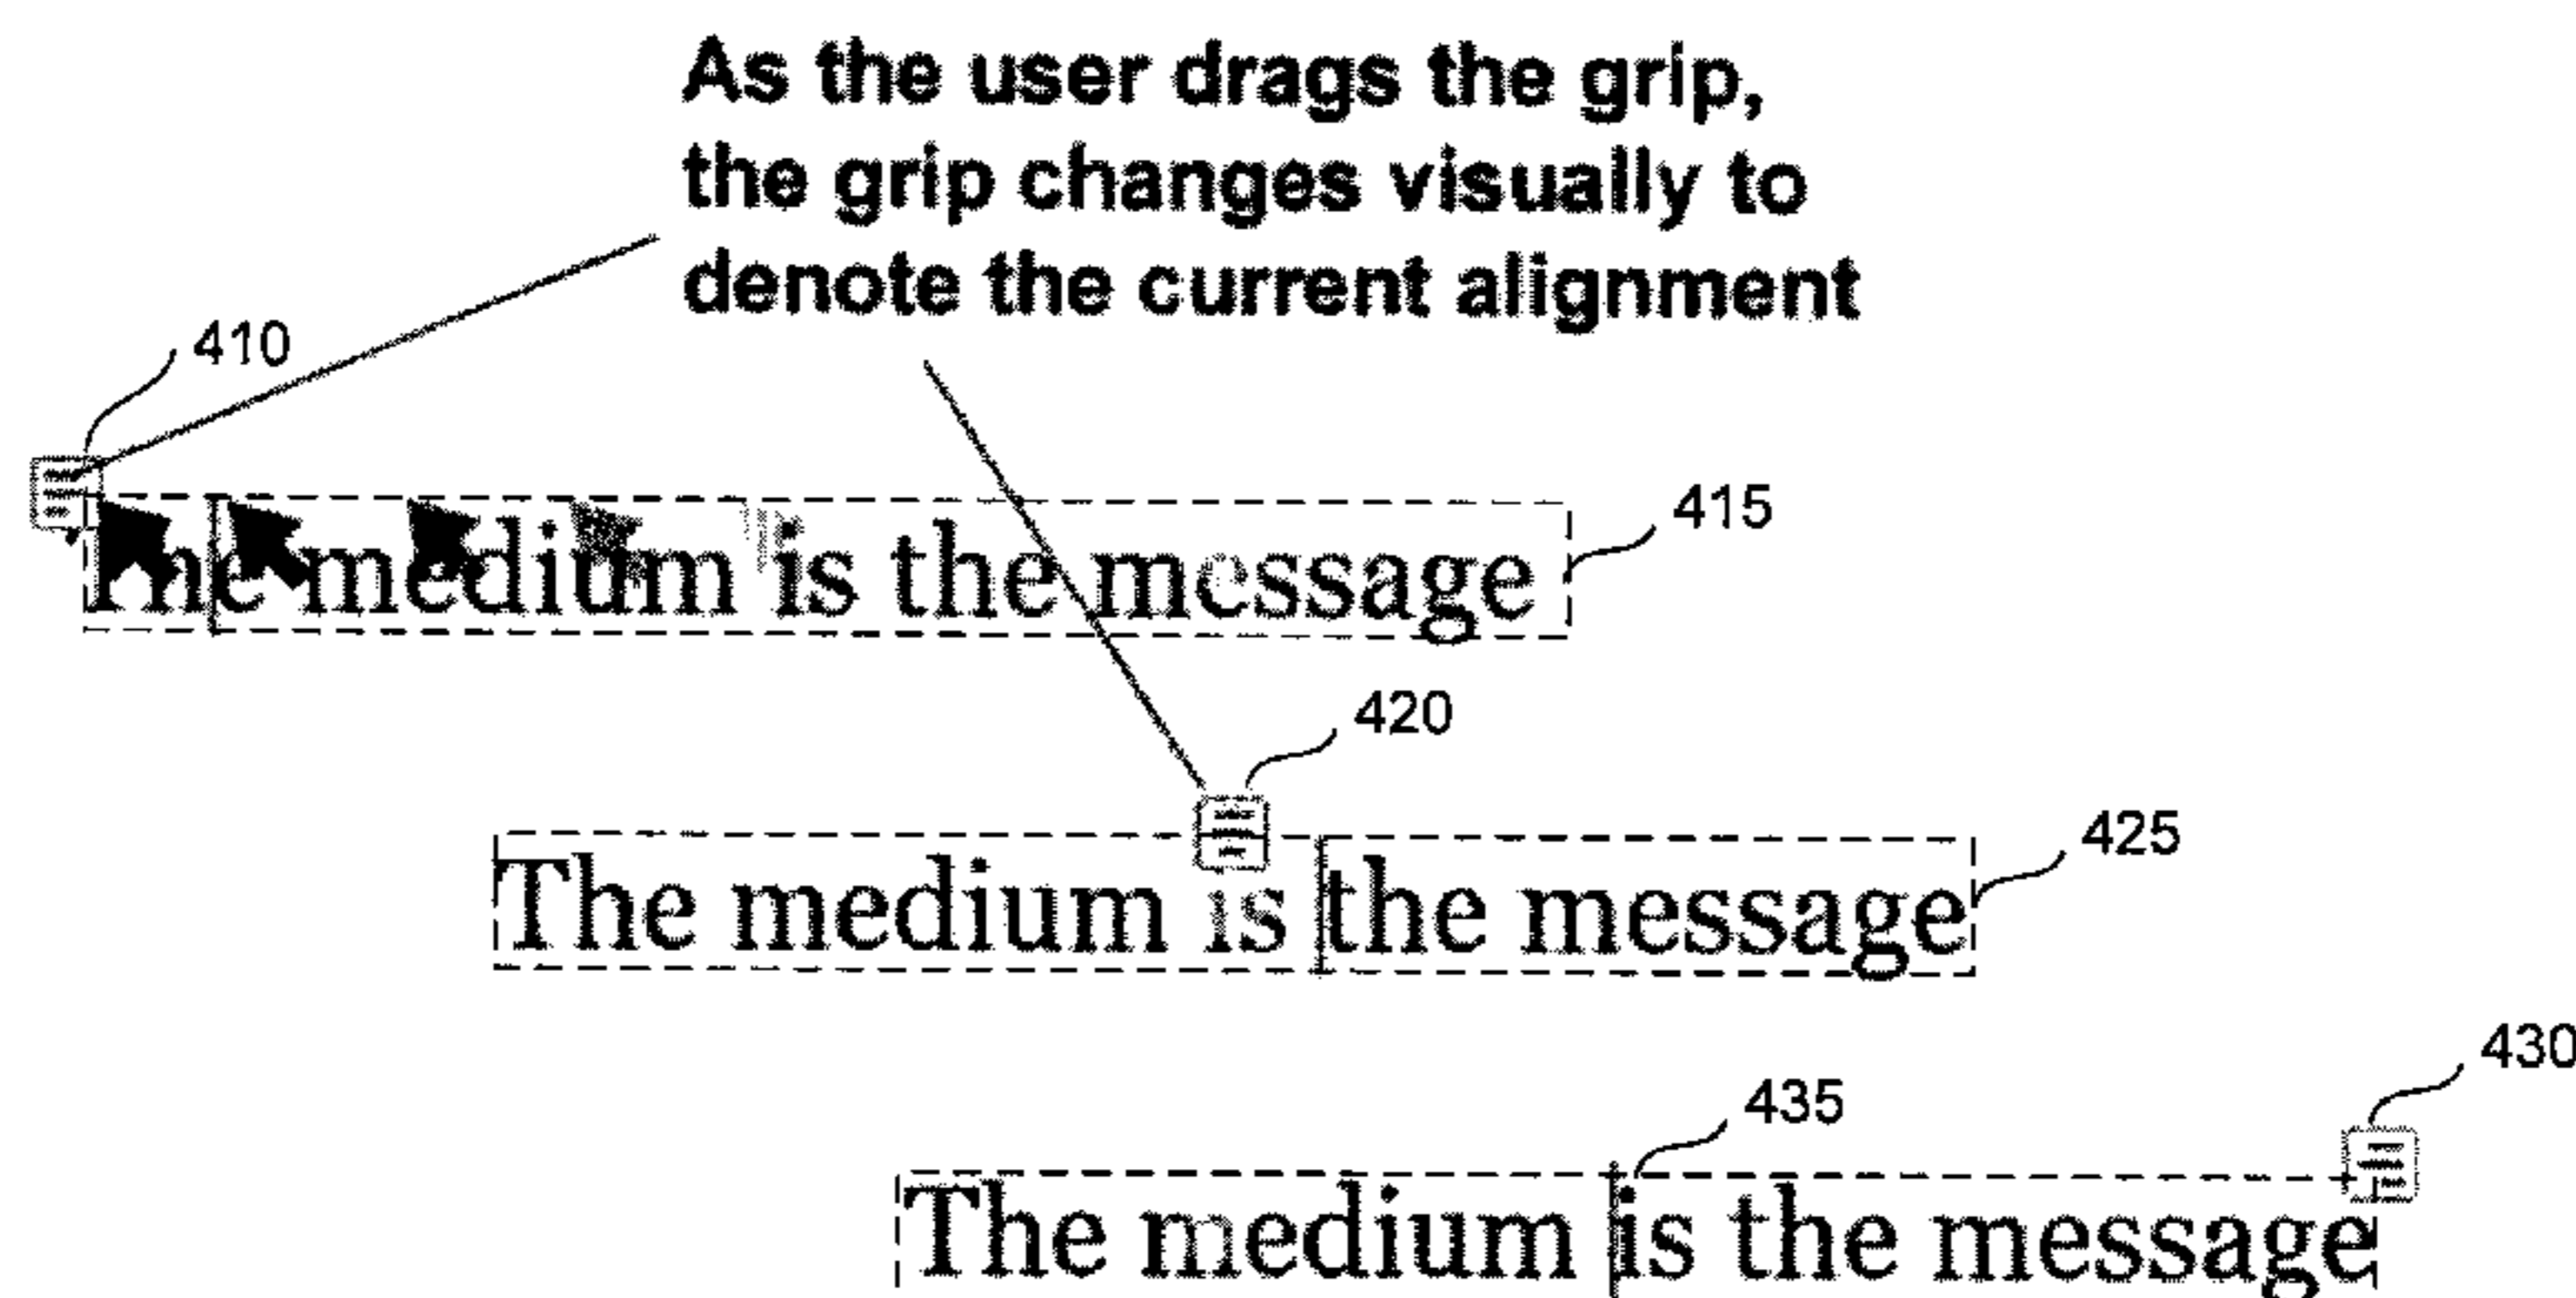 As the user drags the grip,
the grip changes visually to
denote the current alignment
410
The medium is the message
415
420
The medium is the message
425
430
435
The medium is the message